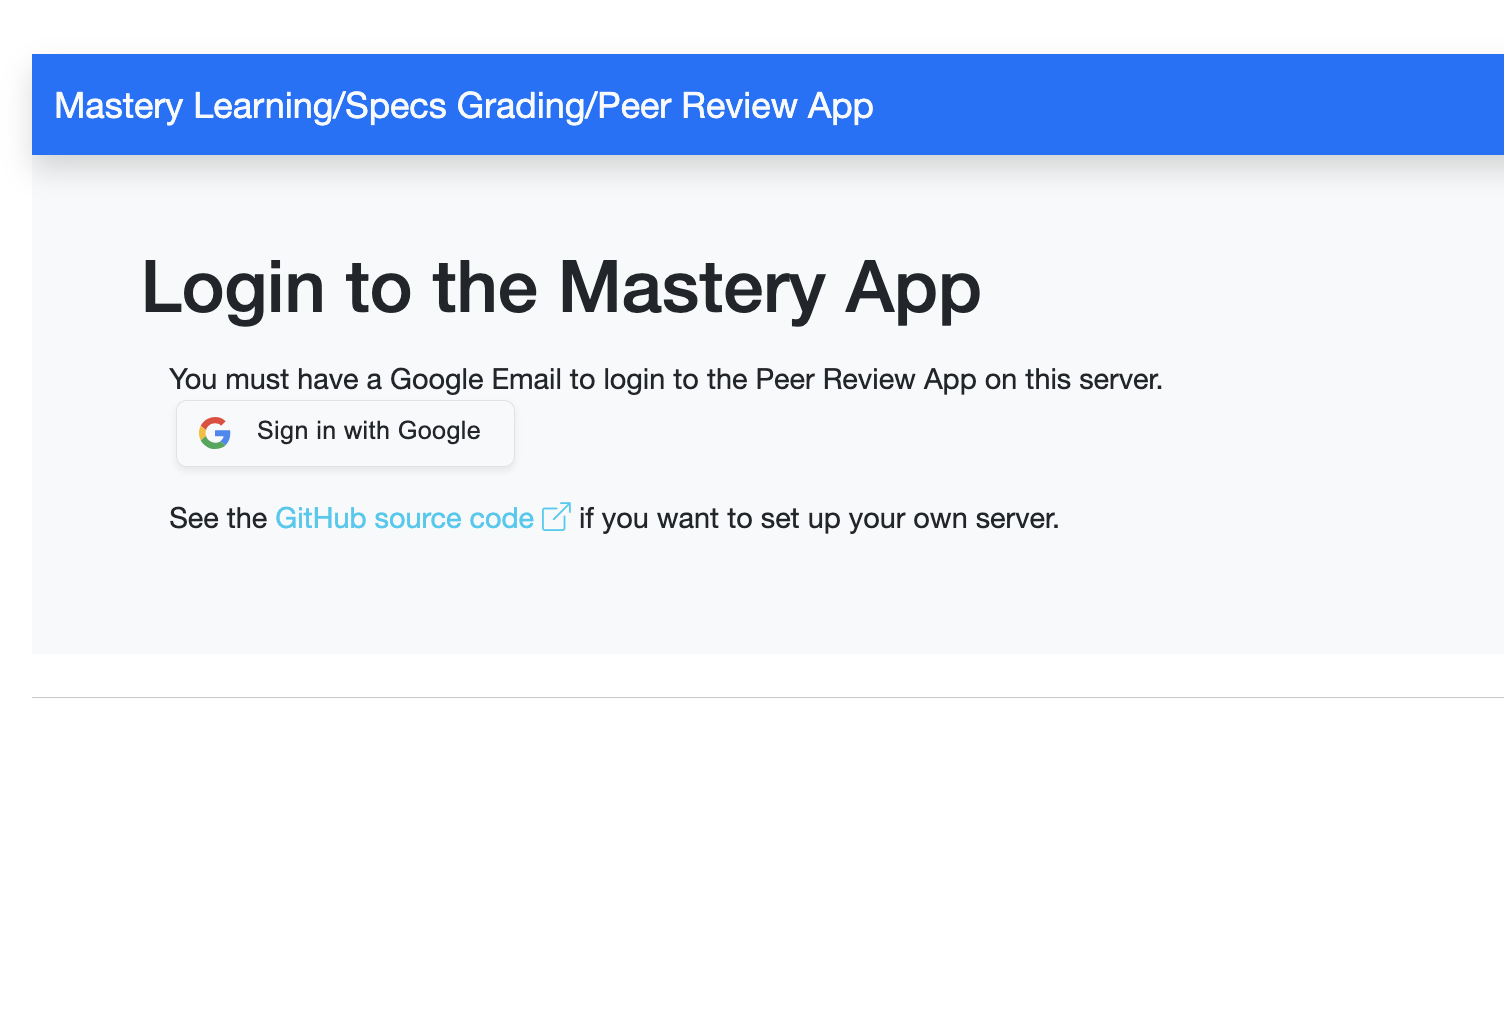 Mastery Learning/Specs Grading/Peer Review App
Login to the Mastery App
You must have a Google Email to login to the Peer Review App on this server.
Sign in with Google
See the GitHub source code if you want to set up your own server.